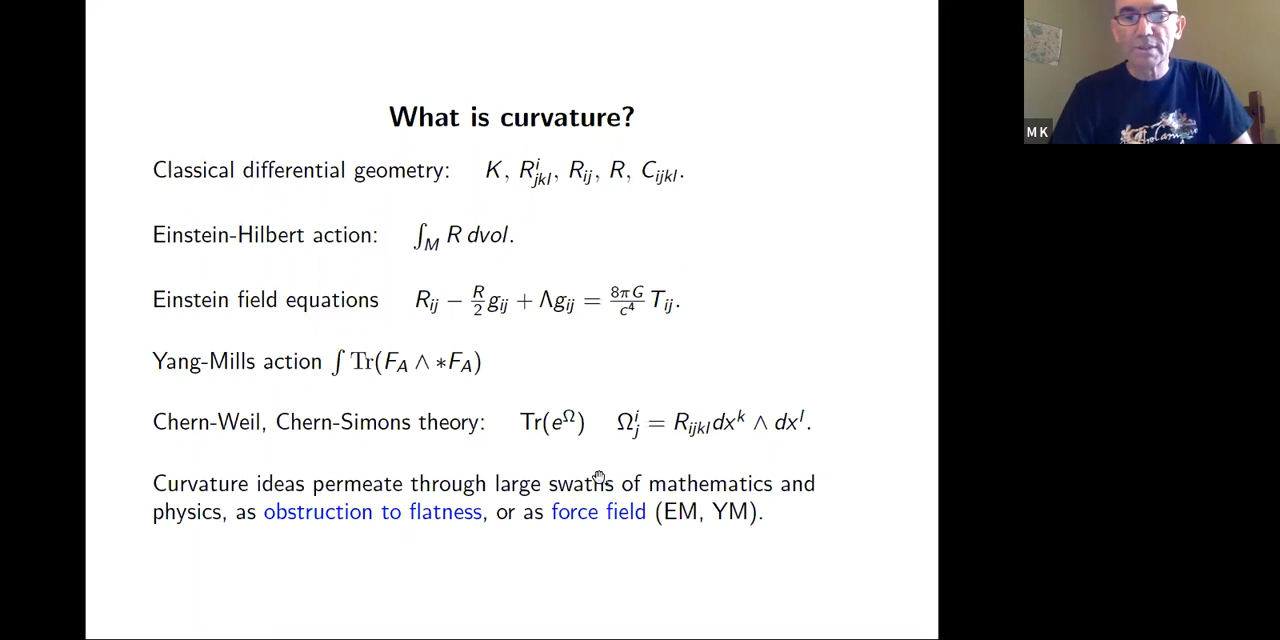 What is curvature?
Classical differential geometry: K, R^i_{jkl}, R_{ij}, R, C_{ijkl}.
Einstein-Hilbert action: ∫_M R dvol.
Einstein field equations R_{ij} − \frac{R}{2} g_{ij} + Λg_{ij} = \frac{8πG}{c^4} T_{ij}.
Yang-Mills action ∫ Tr(F_A ∧ *F_A)
Chern-Weil, Chern-Simons theory: Tr(e^Ω) Ω^i_j = R_{ijkl} dx^k ∧ dx^l.
Curvature ideas permeate through large swaths of mathematics and
physics, as obstruction to flatness, or as force field (EM, YM).
M K